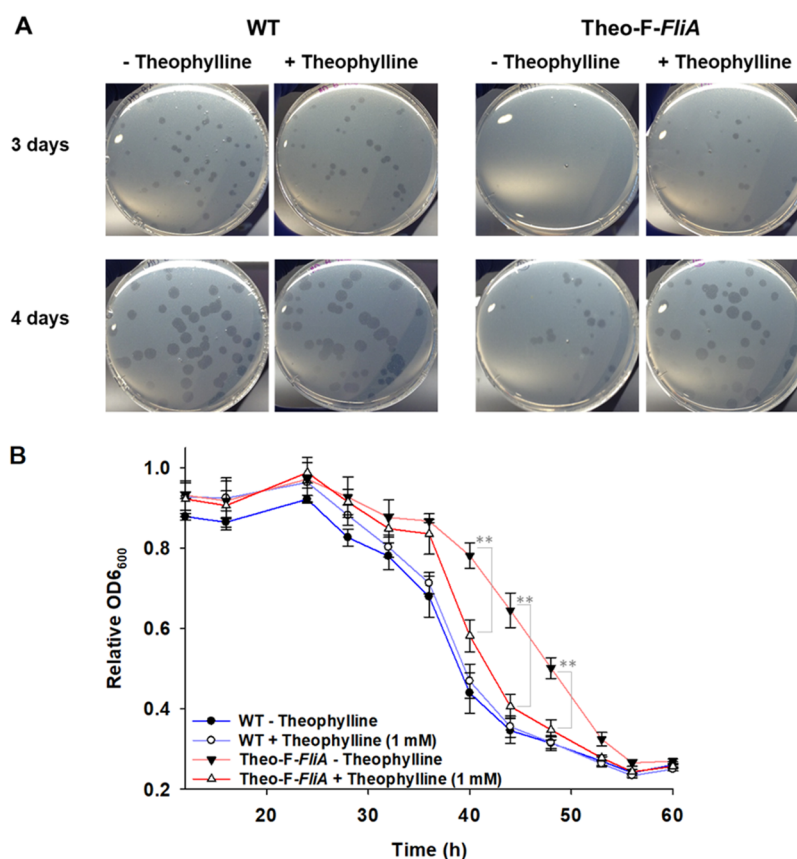 A
WT
Theo-F-FliA
- Theophylline
+ Theophylline
- Theophylline
+ Theophylline
3 days
4 days
B
Relative OD6₆₀₀
1.0
0.8
0.6
0.4
0.2
**
**
**
WT - Theophylline
WT + Theophylline (1 mM)
Theo-F-FliA - Theophylline
Theo-F-FliA + Theophylline (1 mM)
20
30
40
50
60
Time (h)